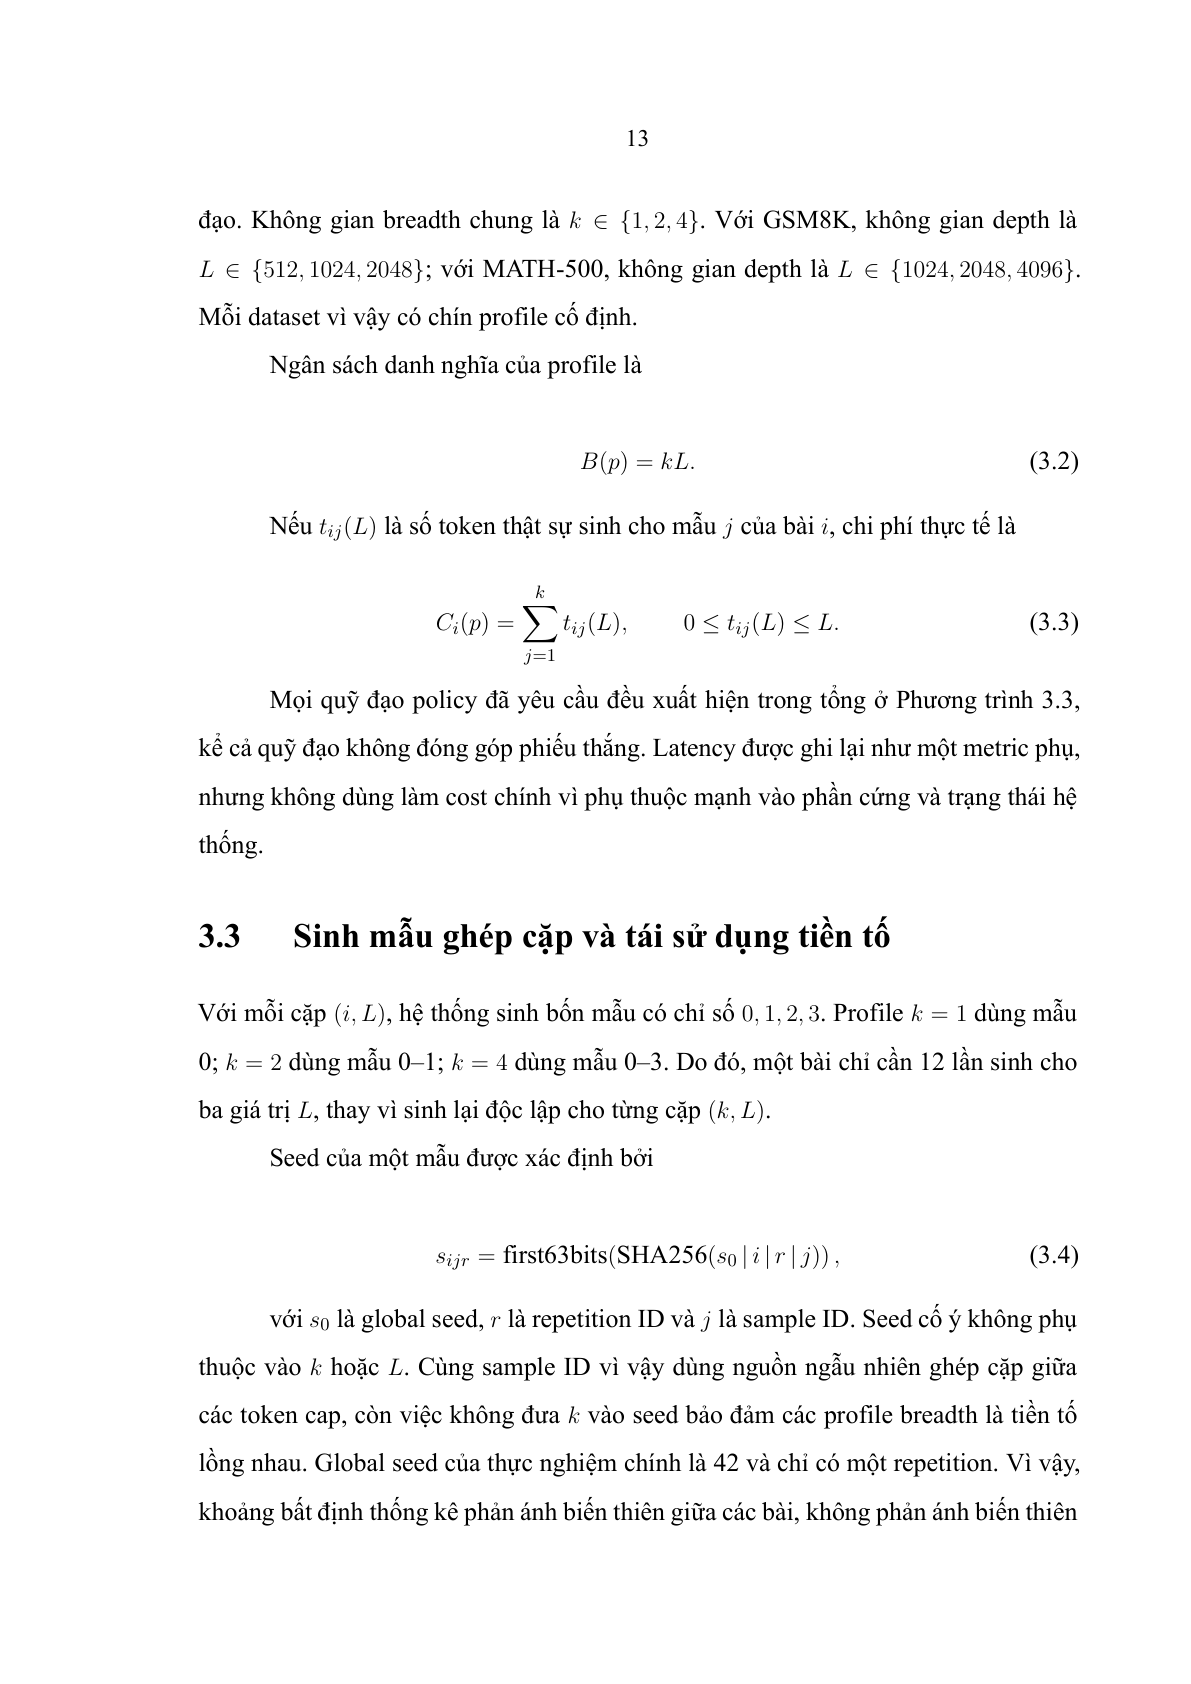 13
đạo. Không gian breadth chung là k ∈ {1, 2, 4}. Với GSM8K, không gian depth là
L ∈ {512, 1024, 2048}; với MATH-500, không gian depth là L ∈ {1024, 2048, 4096}.
Mỗi dataset vì vậy có chín profile cố định.
Ngân sách danh nghĩa của profile là
B(p) = kL. (3.2)
Nếu t_{ij}(L) là số token thật sự sinh cho mẫu j của bài i, chi phí thực tế là
C_i(p) = \sum_{j=1}^{k} t_{ij}(L), 0 ≤ t_{ij}(L) ≤ L. (3.3)
Mọi quỹ đạo policy đã yêu cầu đều xuất hiện trong tổng ở Phương trình 3.3,
kể cả quỹ đạo không đóng góp phiếu thắng. Latency được ghi lại như một metric phụ,
nhưng không dùng làm cost chính vì phụ thuộc mạnh vào phần cứng và trạng thái hệ
thống.
3.3 Sinh mẫu ghép cặp và tái sử dụng tiền tố
Với mỗi cặp (i, L), hệ thống sinh bốn mẫu có chỉ số 0, 1, 2, 3. Profile k = 1 dùng mẫu
0; k = 2 dùng mẫu 0–1; k = 4 dùng mẫu 0–3. Do đó, một bài chỉ cần 12 lần sinh cho
ba giá trị L, thay vì sinh lại độc lập cho từng cặp (k, L).
Seed của một mẫu được xác định bởi
s_{ijr} = first63bits(SHA256(s_0 | i | r | j)), (3.4)
với s_0 là global seed, r là repetition ID và j là sample ID. Seed cố ý không phụ
thuộc vào k hoặc L. Cùng sample ID vì vậy dùng nguồn ngẫu nhiên ghép cặp giữa
các token cap, còn việc không đưa k vào seed bảo đảm các profile breadth là tiền tố
lồng nhau. Global seed của thực nghiệm chính là 42 và chỉ có một repetition. Vì vậy,
khoảng bất định thống kê phản ánh biến thiên giữa các bài, không phản ánh biến thiên